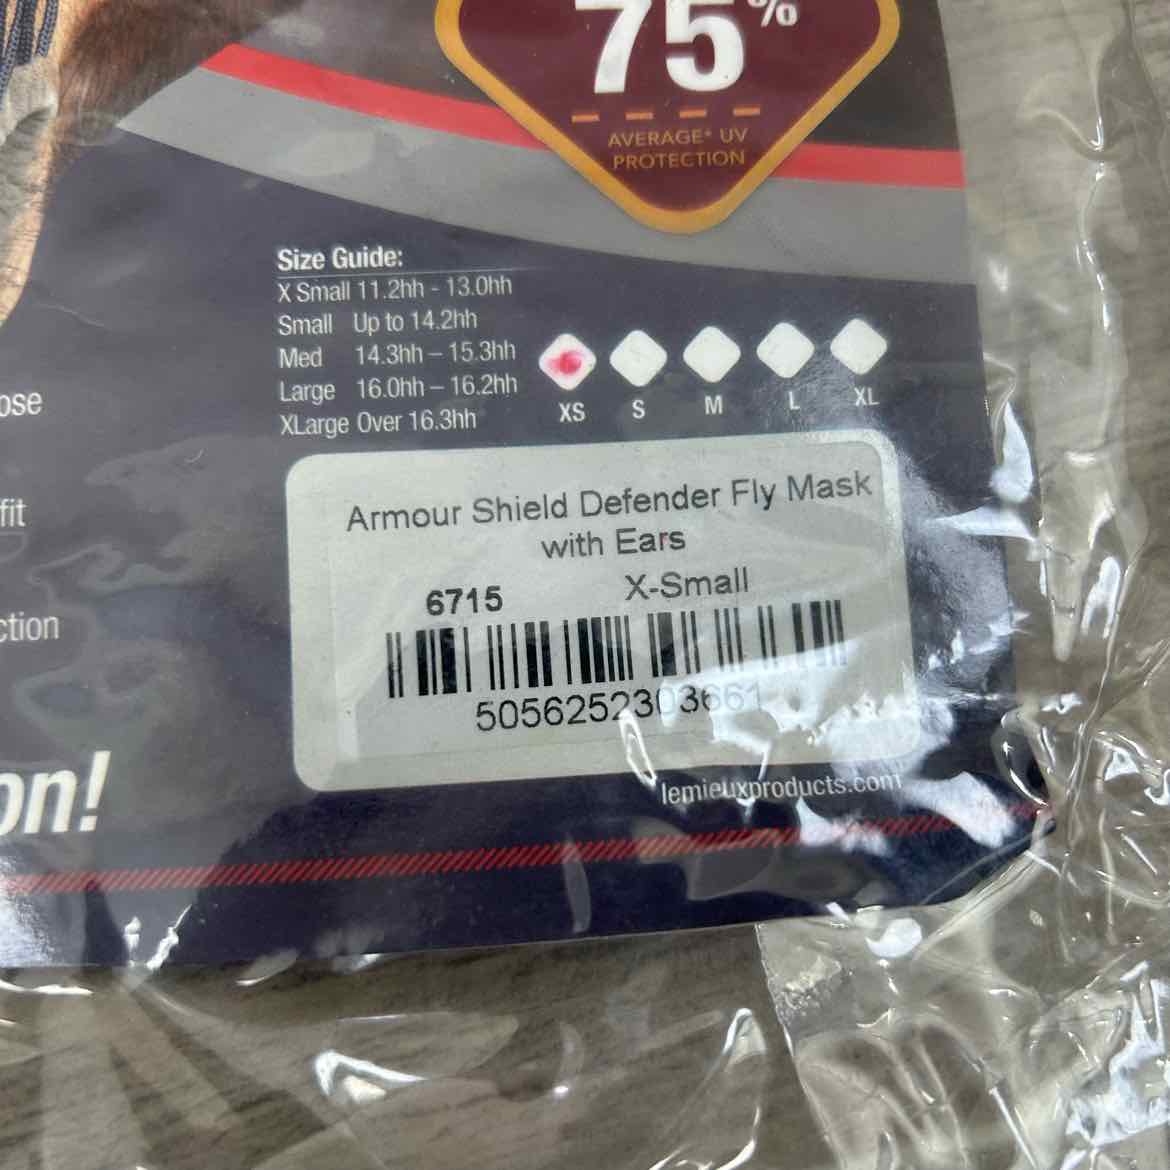 75%
AVERAGE* UV
PROTECTION
Size Guide:
X Small 11.2hh - 13.0hh
Small Up to 14.2hh
Med 14.3hh – 15.3hh
Large 16.0hh – 16.2hh
XLarge Over 16.3hh
XS S M L XL
ose
fit
ction
on!
Armour Shield Defender Fly Mask
with Ears
6715 X-Small
5056252303661
lemieuxproducts.com